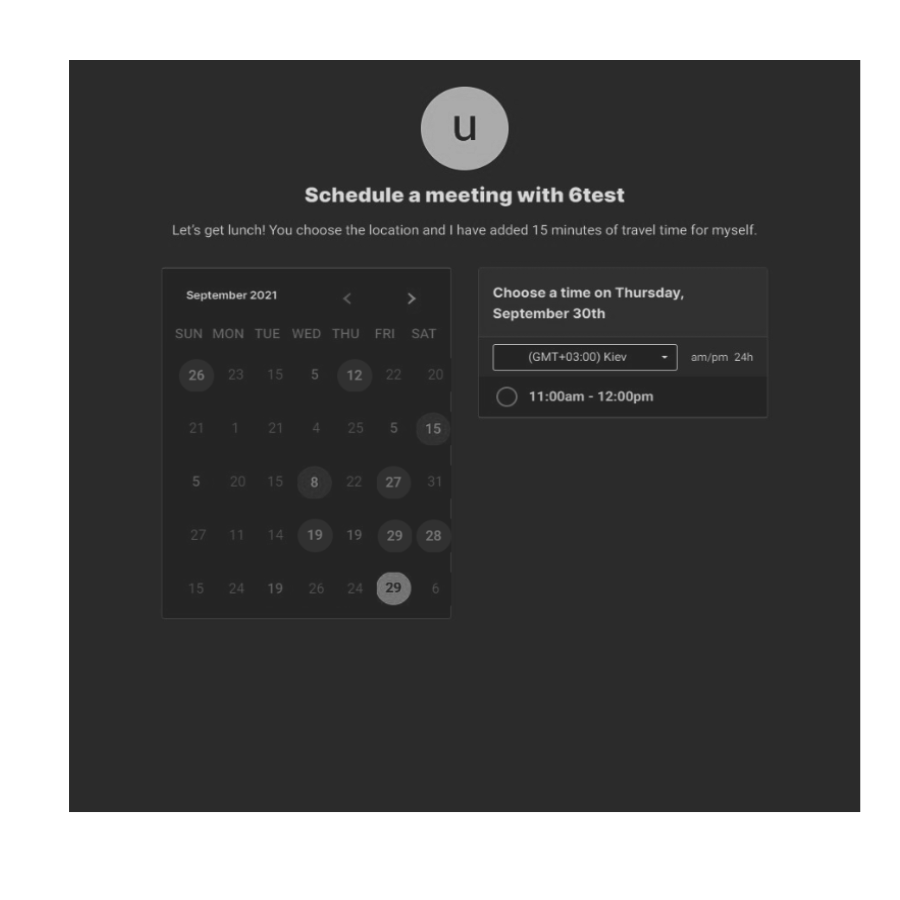 u
Schedule a meeting with 6test
Let's get lunch! You choose the location and I have added 15 minutes of travel time for myself.
September 2021
SUN MON TUE WED THU FRI SAT
26 23 15 5 12 22 20
21 1 21 4 25 5 15
5 20 15 8 22 27 31
27 11 14 19 19 29 28
15 24 19 26 24 29 6
Choose a time on Thursday,
September 30th
(GMT+03:00) Kiev am/pm 24h
11:00am - 12:00pm